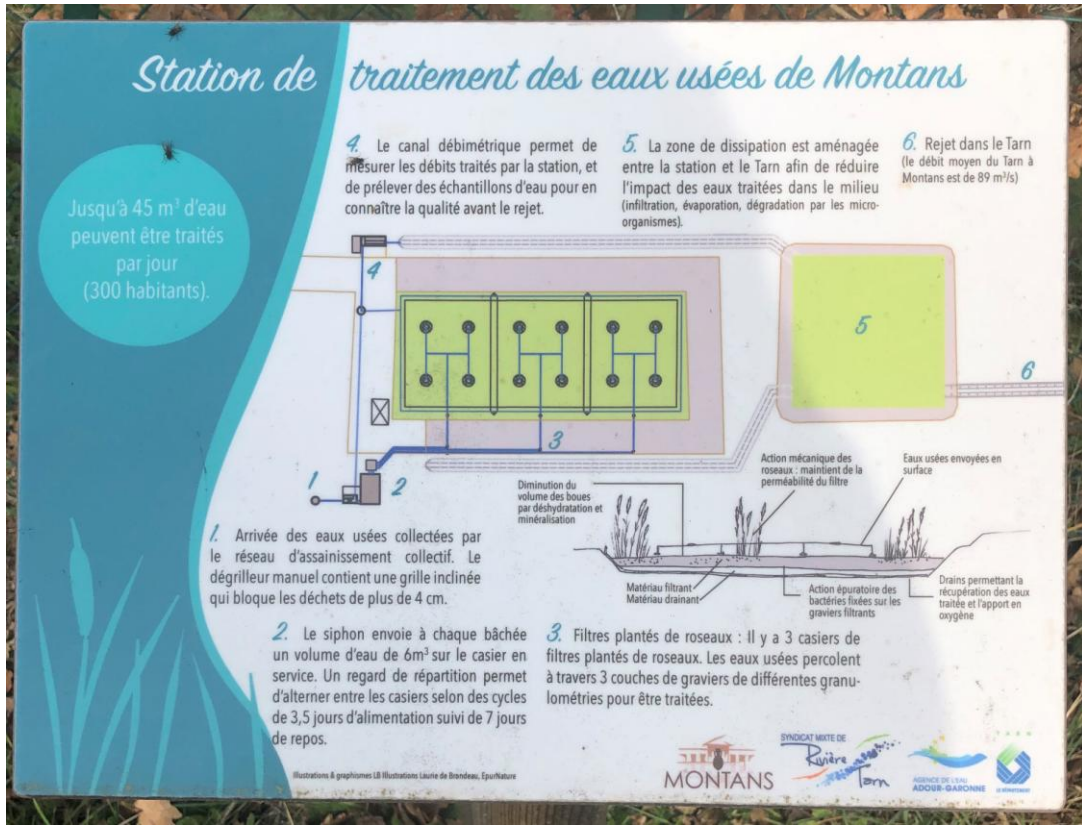 Station de traitement des eaux usées de Montans
Jusqu'à 45 m³ d'eau
peuvent être traités
par jour
(300 habitants).
4. Le canal débimétrique permet de
mesurer les débits traités par la station, et
de prélever des échantillons d'eau pour en
connaître la qualité avant le rejet.
5. La zone de dissipation est aménagée
entre la station et le Tarn afin de réduire
l'impact des eaux traitées dans le milieu
(infiltration, évaporation, dégradation par les micro-
organismes).
6. Rejet dans le Tarn
(le débit moyen du Tarn à
Montans est de 89 m³/s)
4
5
6
3
1
2
Diminution du
volume des boues
par déshydratation et
minéralisation
Action mécanique des
roseaux : maintient de la
perméabilité du filtre
Eaux usées envoyées en
surface
Matériau filtrant
Matériau drainant
Action épuratoire des
bactéries fixées sur les
graviers filtrants
Drains permettant la
récupération des eaux
traitée et l'apport en
oxygène
1. Arrivée des eaux usées collectées par
le réseau d'assainissement collectif. Le
dégrilleur manuel contient une grille inclinée
qui bloque les déchets de plus de 4 cm.
2. Le siphon envoie à chaque bâchée
un volume d'eau de 6m³ sur le casier en
service. Un regard de répartition permet
d'alterner entre les casiers selon des cycles
de 3,5 jours d'alimentation suivi de 7 jours
de repos.
3. Filtres plantés de roseaux : Il y a 3 casiers de
filtres plantés de roseaux. Les eaux usées percolent
à travers 3 couches de graviers de différentes granu-
lométries pour être traitées.
Illustrations & graphismes LB Illustrations Laurie de Brondeau, EpurNature
MONTANS
SYNDICAT MIXTE DE
Rivière
Tarn
AGENCE DE L'EAU
ADOUR-GARONNE
TARN
LE DÉPARTEMENT